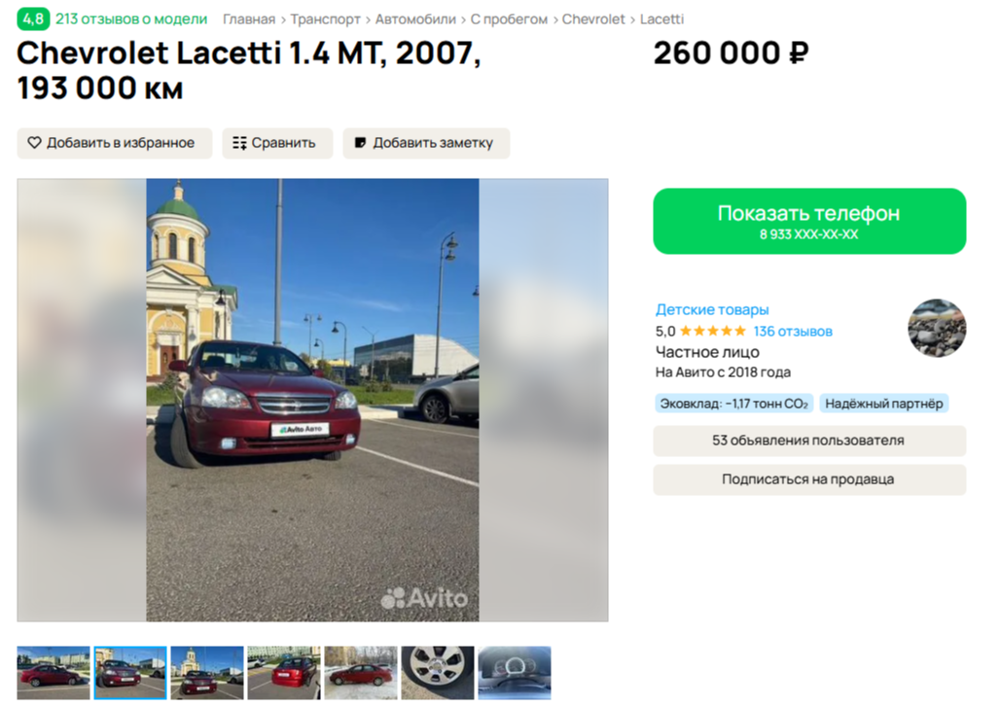 4,8 213 отзывов о модели Главная › Транспорт › Автомобили › С пробегом › Chevrolet › Lacetti
Chevrolet Lacetti 1.4 MT, 2007,
193 000 км
260 000 ₽
Добавить в избранное Сравнить Добавить заметку
Показать телефон
8 933 XXX-XX-XX
Детские товары
5,0 ★★★★★ 136 отзывов
Частное лицо
На Авито с 2018 года
Эковклад: −1,17 тонн CO₂ Надёжный партнёр
53 объявления пользователя
Подписаться на продавца
Avito Авто
Avito